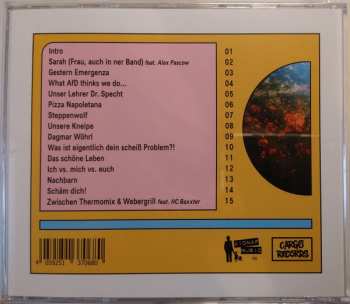 Intro 01
Sarah (Frau, auch in ner Band) feat. Alex Pascow 02
Gestern Emergenza 03
What AfD thinks we do... 04
Unser Lehrer Dr. Specht 05
Pizza Napoletana 06
Steppenwolf 07
Unsere Kneipe 08
Dagmar Wöhrl 09
Was ist eigentlich dein scheiß Problem?! 10
Das schöne Leben 11
Ich vs. mich vs. euch 12
Nachbarn 13
Schäm dich! 14
Zwischen Thermomix & Webergrill feat. HC Baxxter 15
CARGO
RECORDS
4 059251 370680